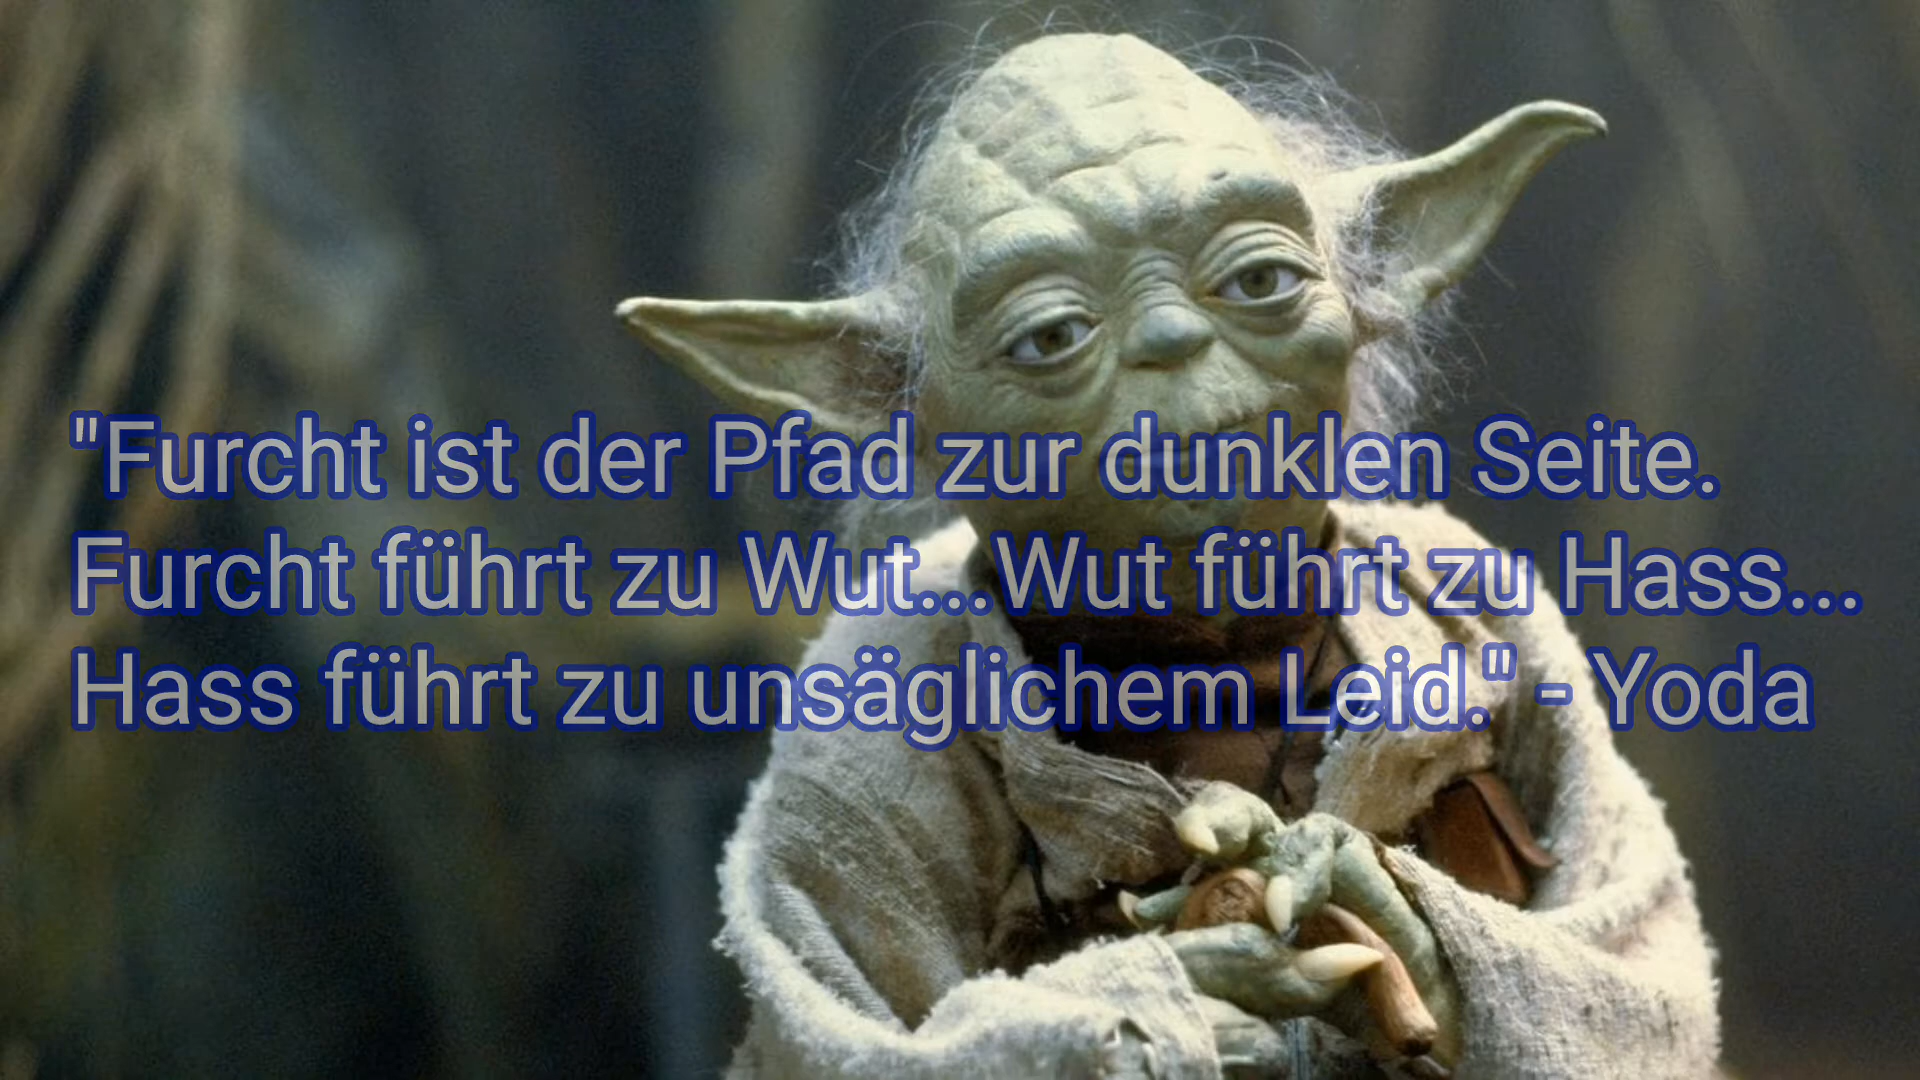 "Furcht ist der Pfad zur dunklen Seite.
Furcht führt zu Wut...Wut führt zu Hass...
Hass führt zu unsäglichem Leid." - Yoda